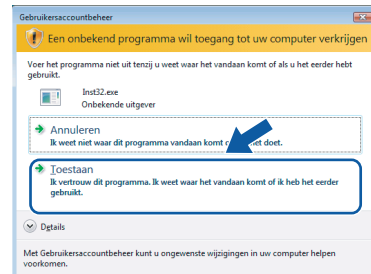 Gebruikersaccountbeheer
Een onbekend programma wil toegang tot uw computer verkrijgen
Voer het programma niet uit tenzij u weet waar het vandaan komt of als u het eerder hebt
gebruikt.
Inst32.exe
Onbekende uitgever
Annuleren
Ik weet niet waar dit programma vandaan komt het doet.
Toestaan
Ik vertrouw dit programma. Ik weet waar het vandaan komt of ik heb het eerder
gebruikt.
Details
Met Gebruikersaccountbeheer kunt u ongewenste wijzigingen in uw computer helpen
voorkomen.